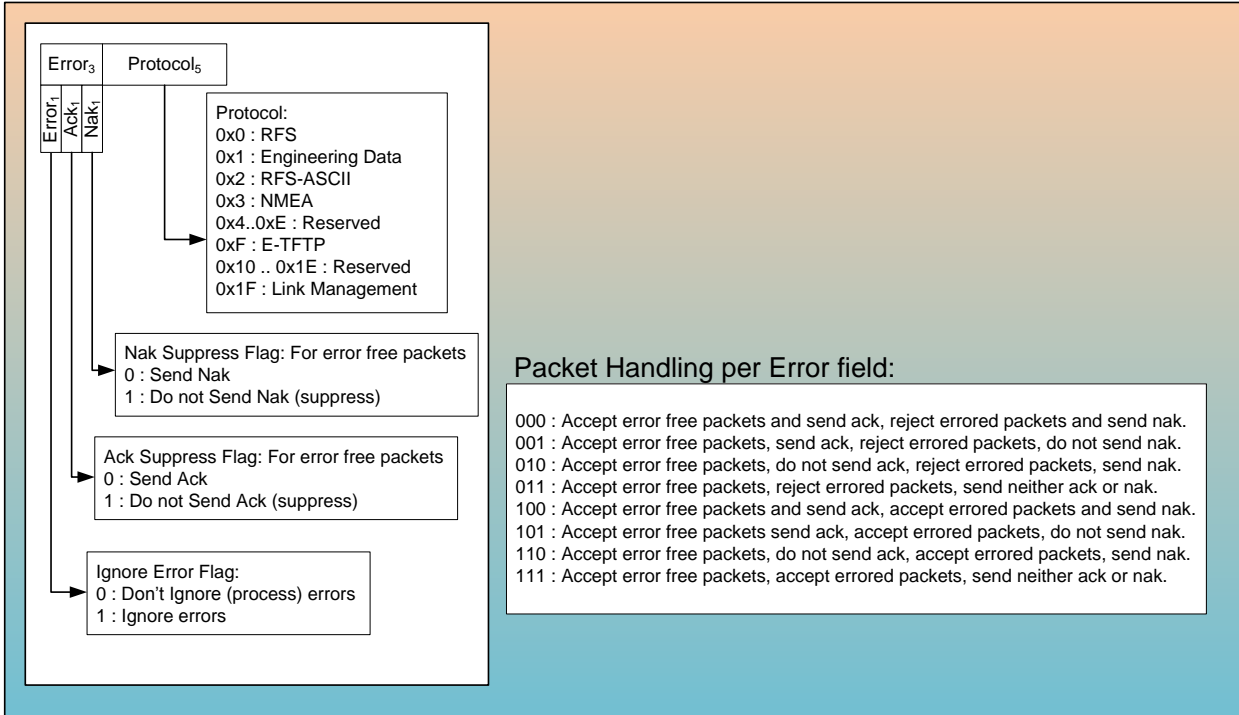 Error₃ Protocol₅
Error₁
Ack₁
Nak₁
Protocol:
0x0 : RFS
0x1 : Engineering Data
0x2 : RFS-ASCII
0x3 : NMEA
0x4..0xE : Reserved
0xF : E-TFTP
0x10 .. 0x1E : Reserved
0x1F : Link Management
Nak Suppress Flag: For error free packets
0 : Send Nak
1 : Do not Send Nak (suppress)
Ack Suppress Flag: For error free packets
0 : Send Ack
1 : Do not Send Ack (suppress)
Ignore Error Flag:
0 : Don't Ignore (process) errors
1 : Ignore errors
Packet Handling per Error field:
000 : Accept error free packets and send ack, reject errored packets and send nak.
001 : Accept error free packets, send ack, reject errored packets, do not send nak.
010 : Accept error free packets, do not send ack, reject errored packets, send nak.
011 : Accept error free packets, reject errored packets, send neither ack or nak.
100 : Accept error free packets and send ack, accept errored packets and send nak.
101 : Accept error free packets send ack, accept errored packets, do not send nak.
110 : Accept error free packets, do not send ack, accept errored packets, send nak.
111 : Accept error free packets, accept errored packets, send neither ack or nak.